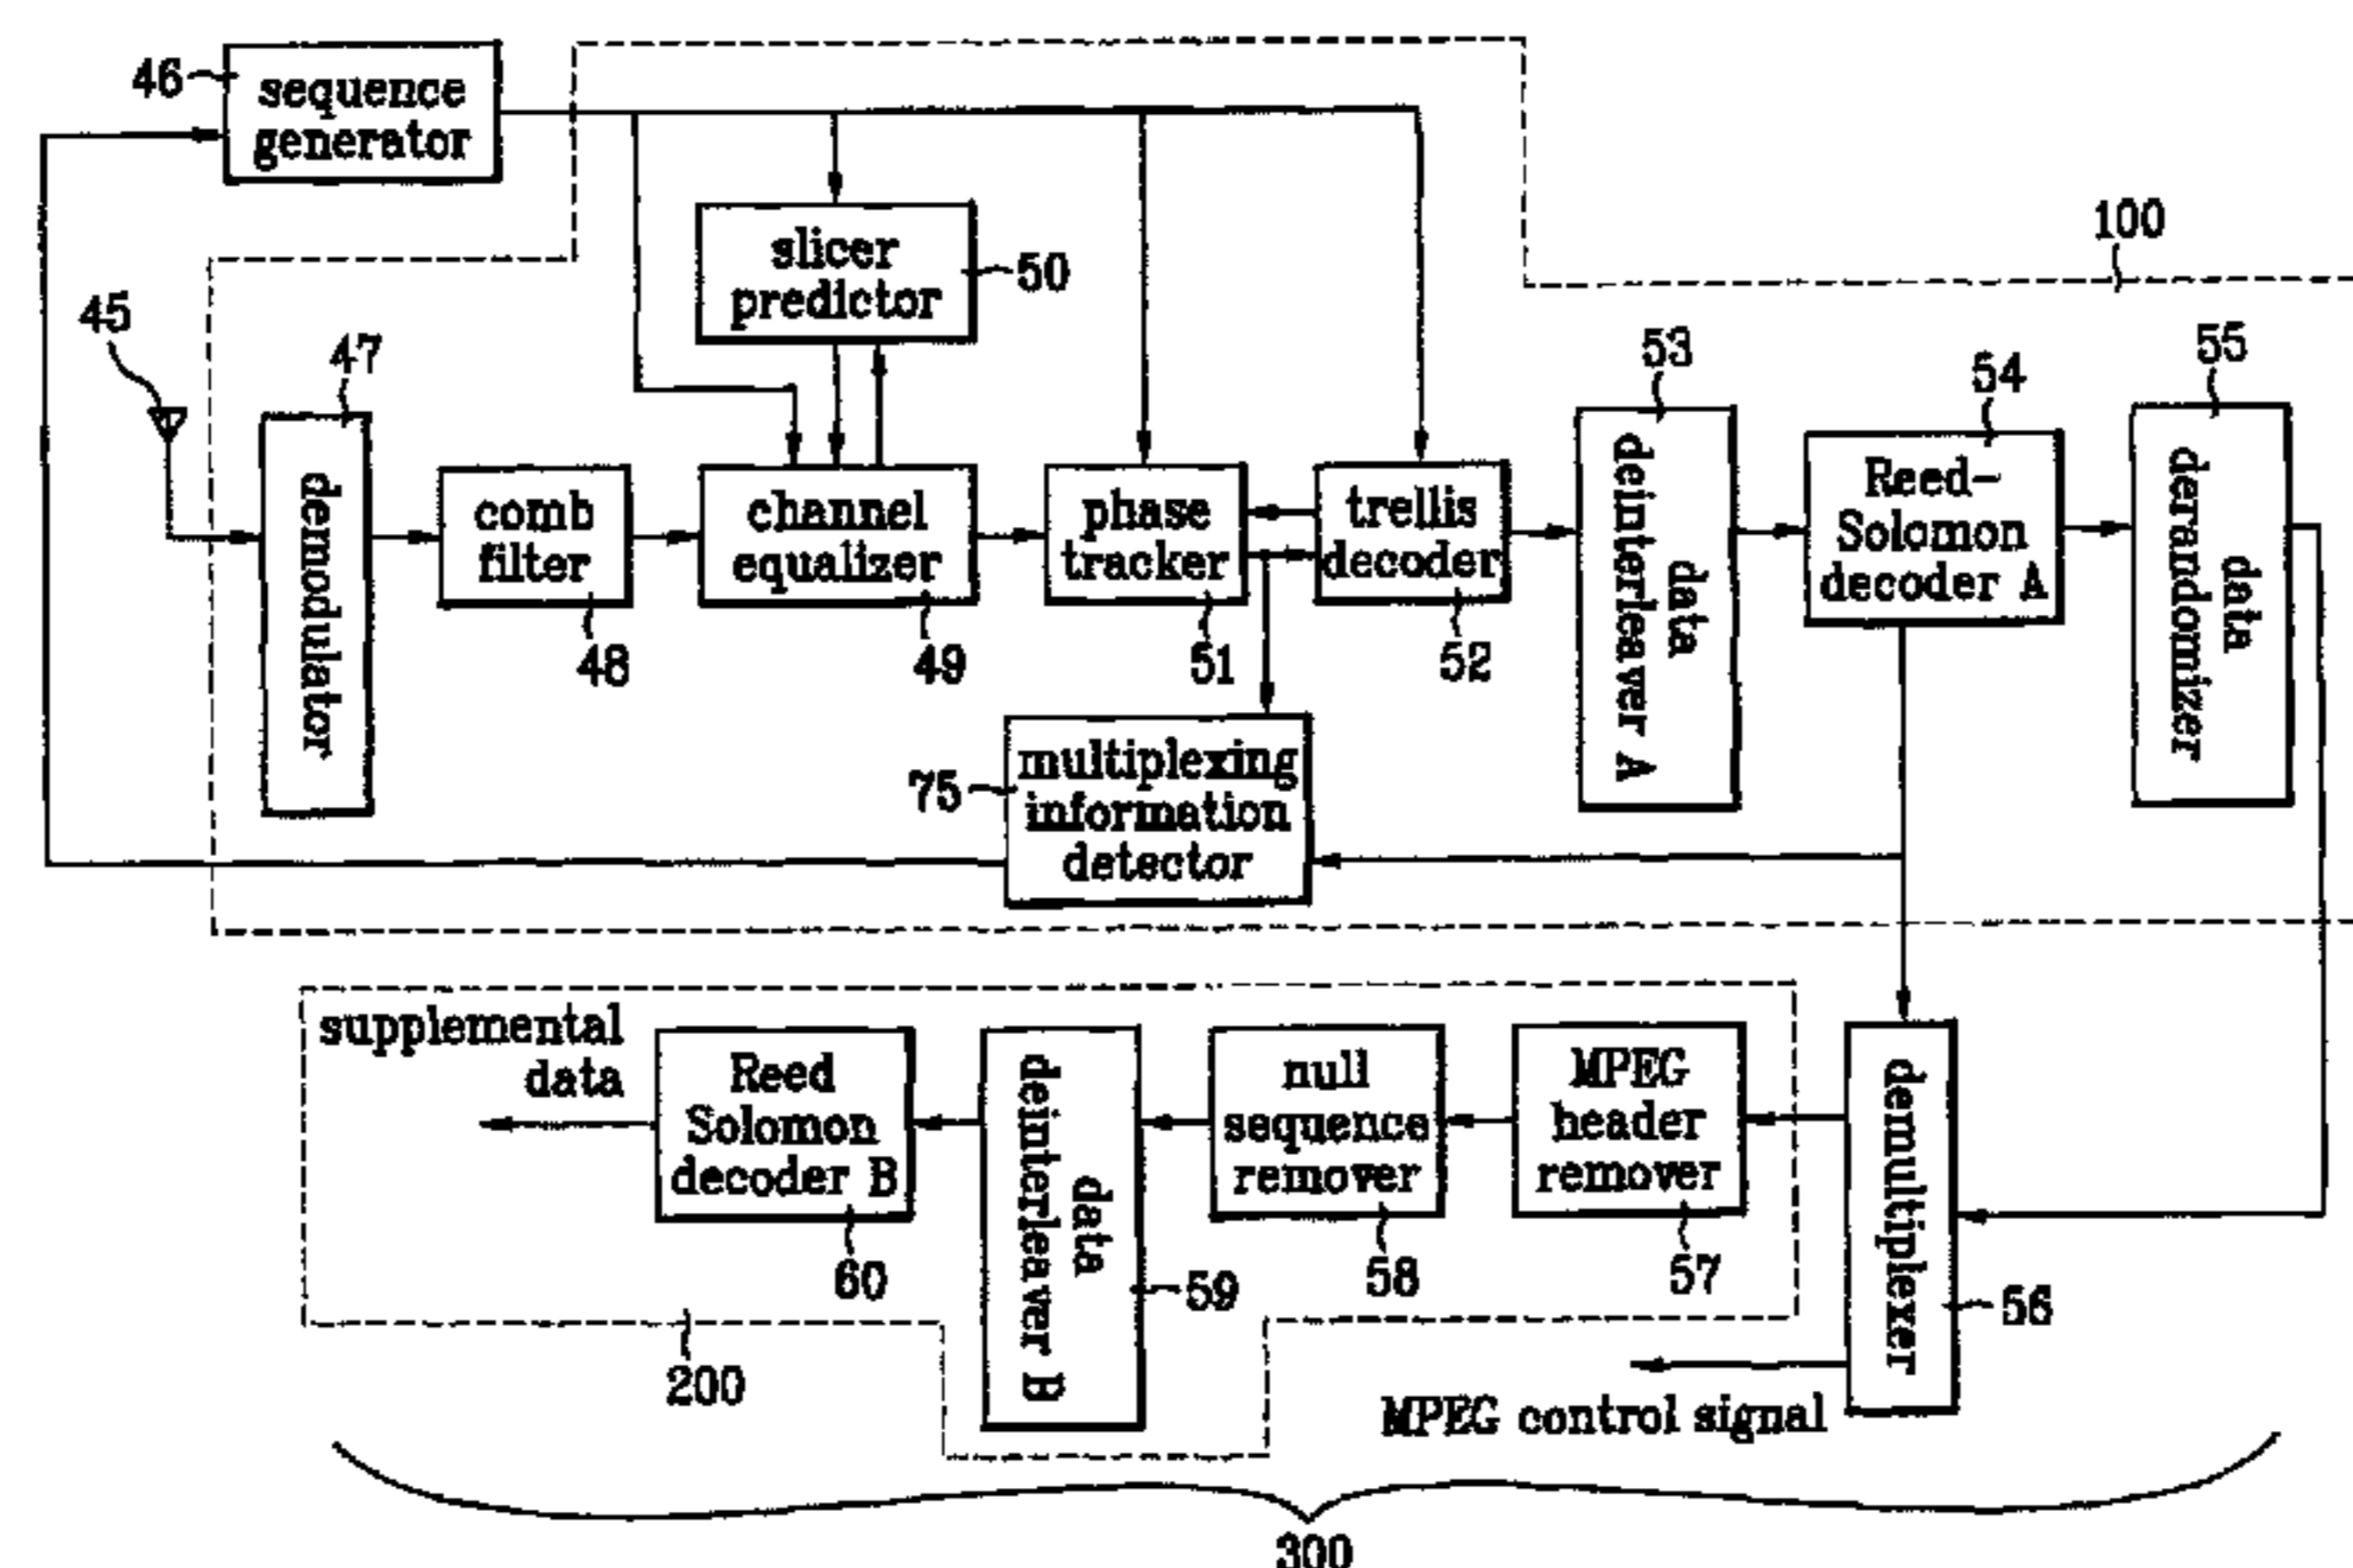 46
sequence
generator
100
slicer
predictor
50
45
47
demodulator
comb
filter
48
channel
equalizer
49
phase
tracker
51
trellis
decoder
52
53
data
deinterleaver A
54
Reed-
Solomon
decoder A
55
data
derandomizer
75
multiplexing
information
detector
supplemental
data
Reed
Solomon
decoder B
60
data
deinterleaver B
59
null
sequence
remover
58
MPEG
header
remover
57
demultiplexer
56
200
MPEG control signal
300